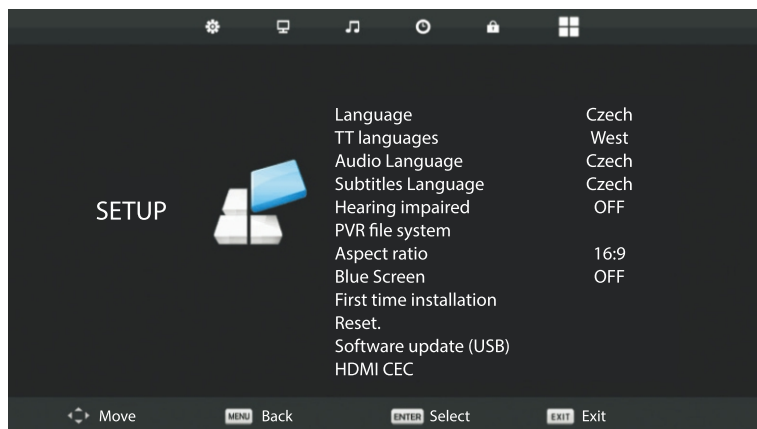 Language Czech
TT languages West
Audio Language Czech
Subtitles Language Czech
SETUP
Hearing impaired OFF
PVR file system
Aspect ratio 16:9
Blue Screen OFF
First time installation
Reset.
Software update (USB)
HDMI CEC
Move MENU Back ENTER Select EXIT Exit